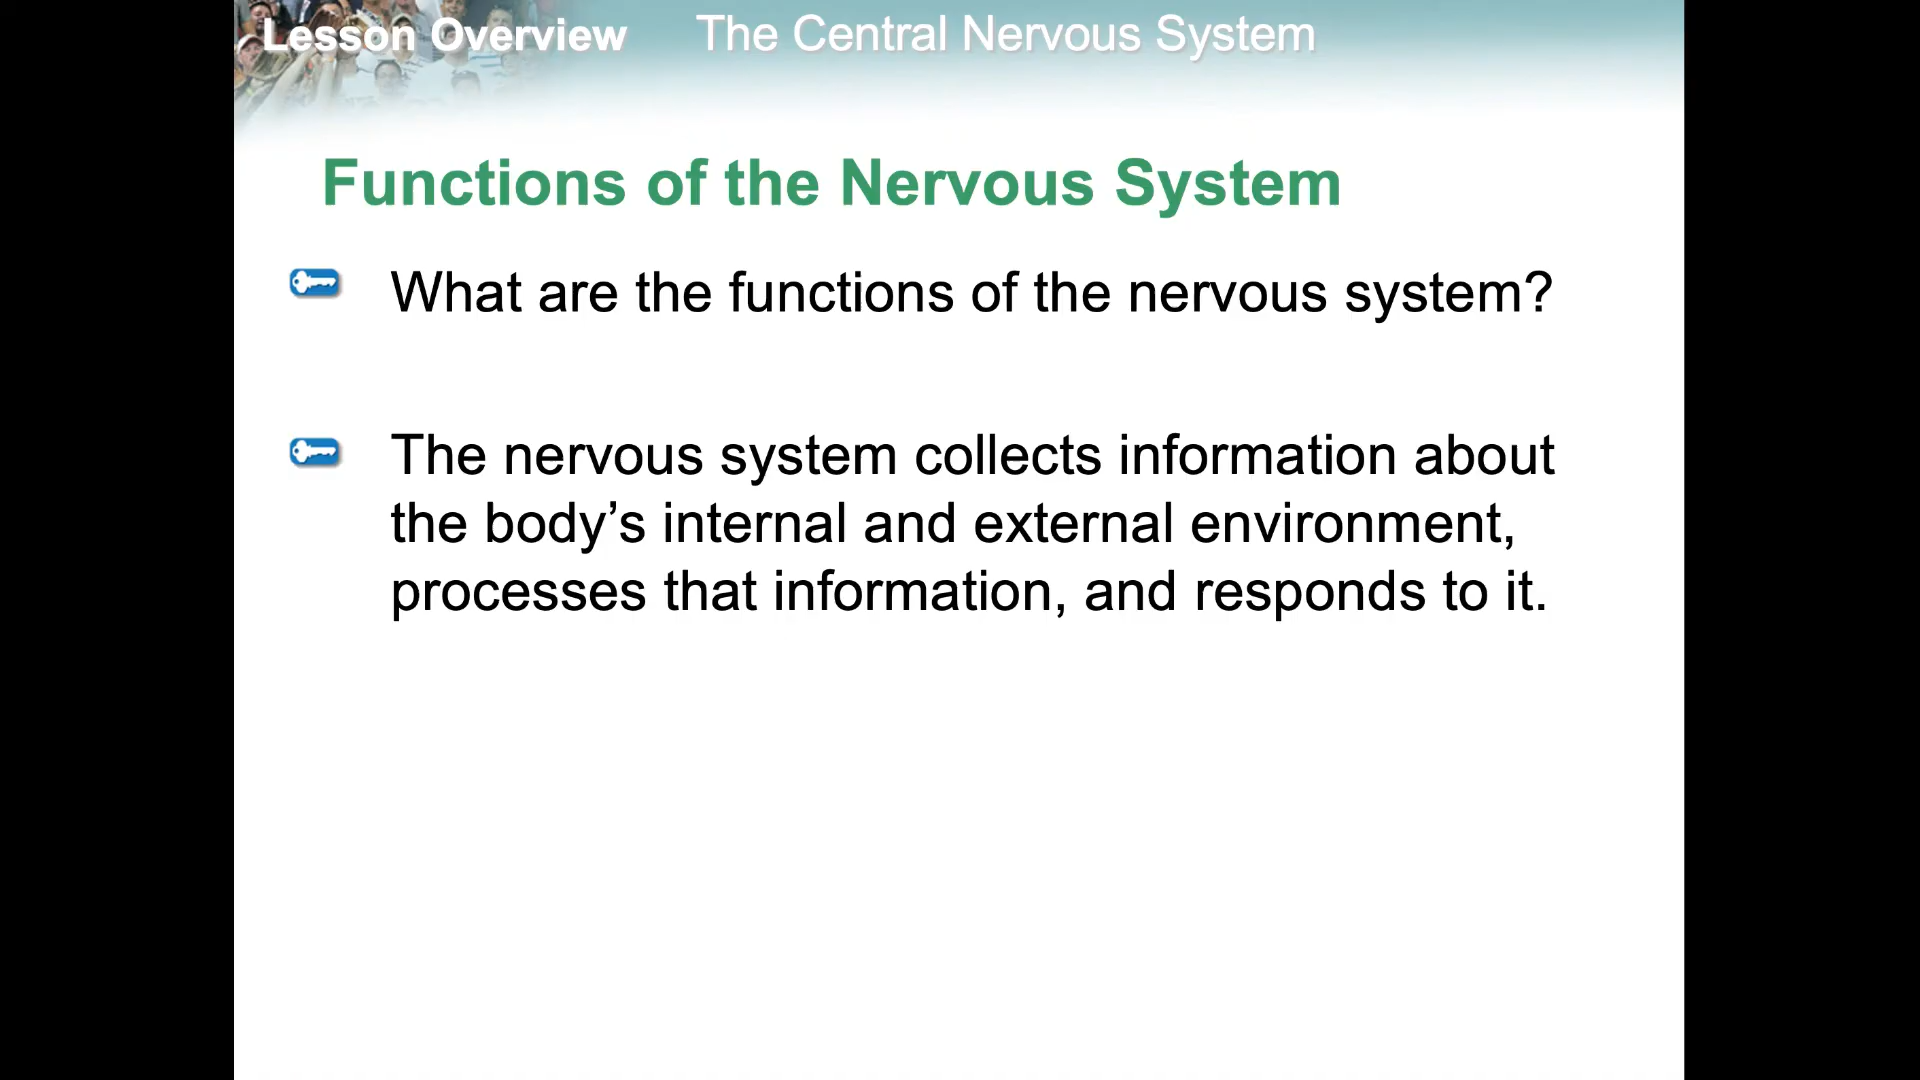 Lesson Overview The Central Nervous System
Functions of the Nervous System
What are the functions of the nervous system?
The nervous system collects information about
the body’s internal and external environment,
processes that information, and responds to it.